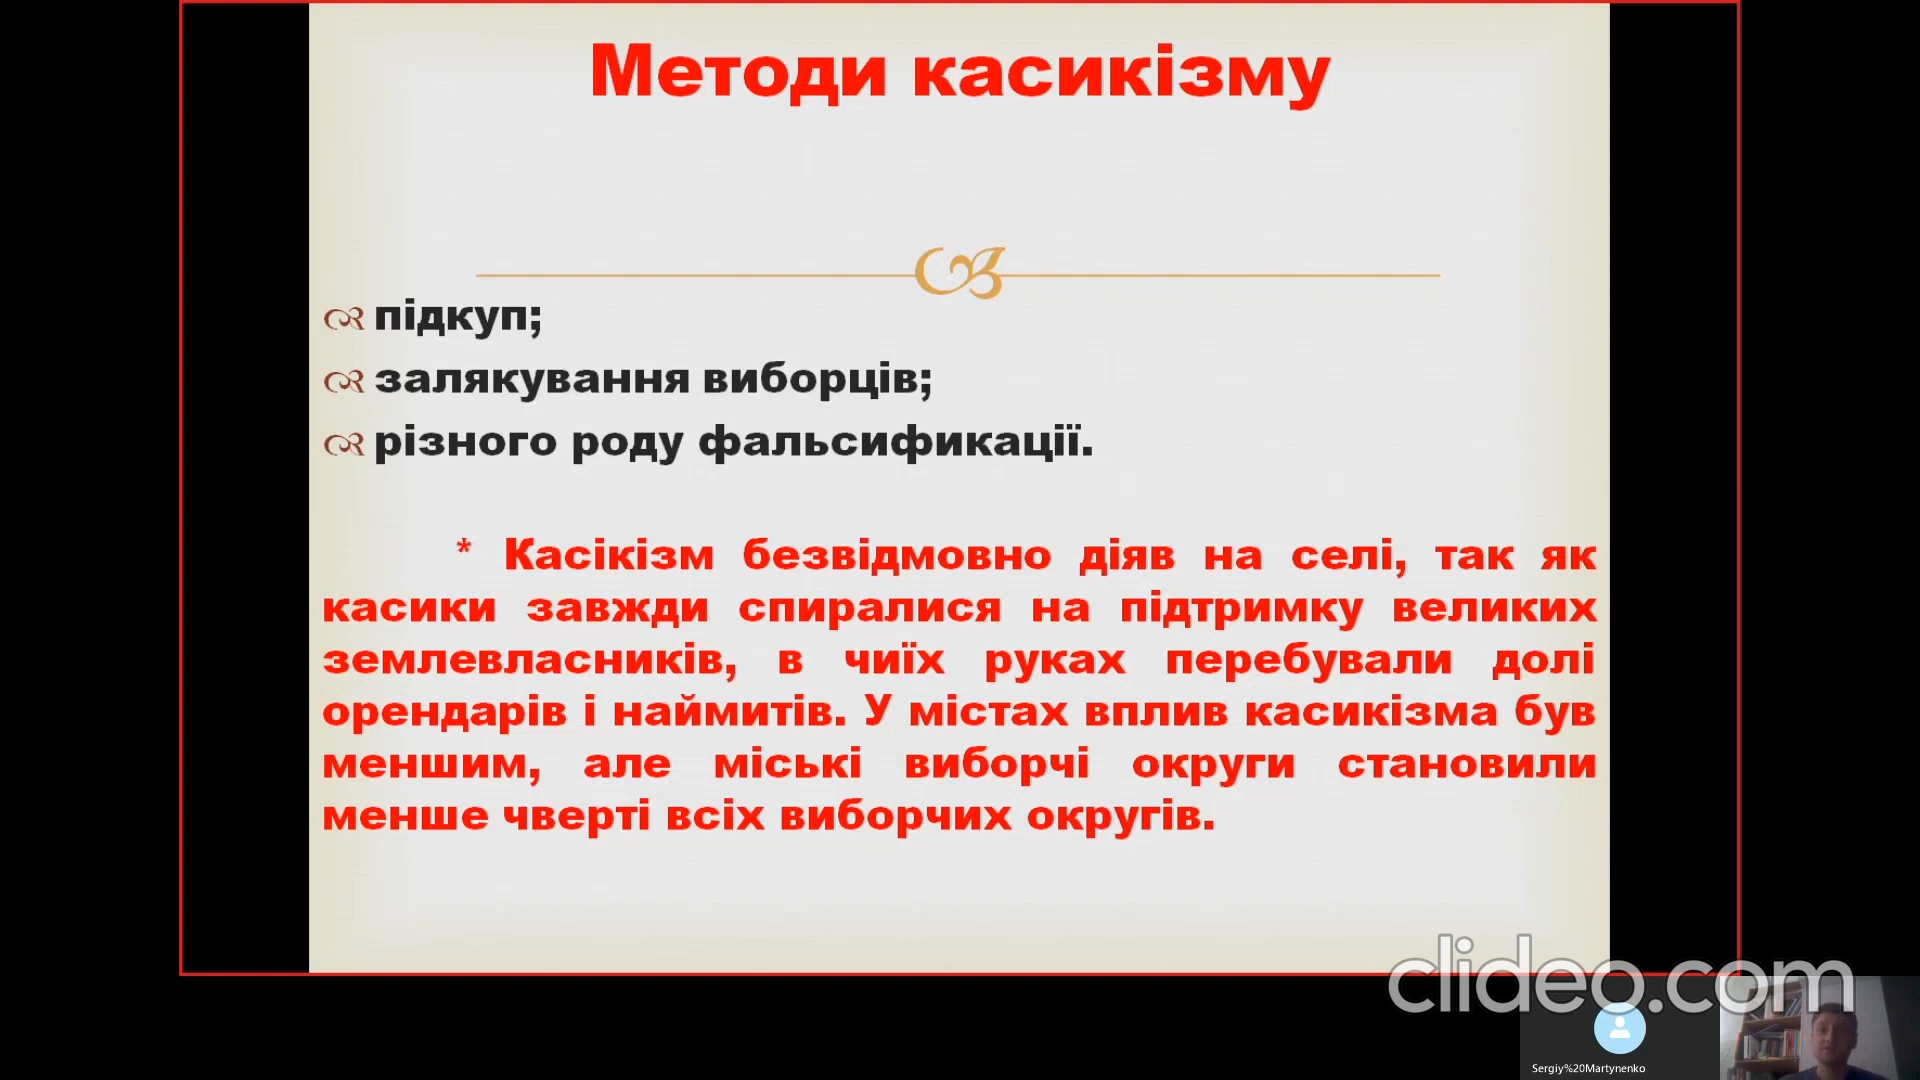 Методи касикізму
підкуп;
залякування виборців;
різного роду фальсификації.
* Касікізм безвідмовно діяв на селі, так як
касики завжди спиралися на підтримку великих
землевласників, в чиїх руках перебували долі
орендарів і наймитів. У містах вплив касикізма був
меншим, але міські виборчі округи становили
менше чверті всіх виборчих округів.
clideo.com
Sergiy%20Martynenko